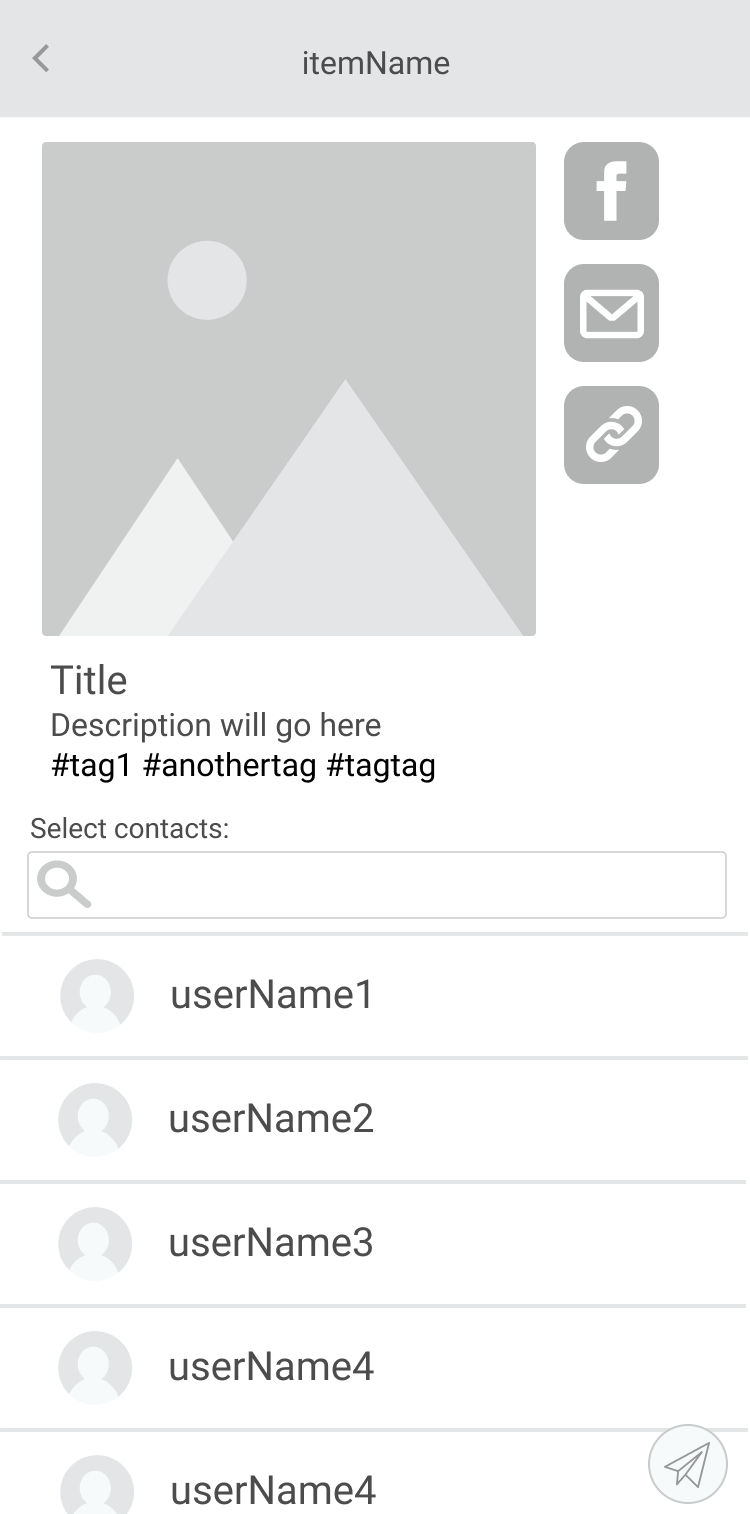 itemName
Title
Description will go here
#tag1 #anothertag #tagtag
Select contacts:
userName1
userName2
userName3
userName4
userName4